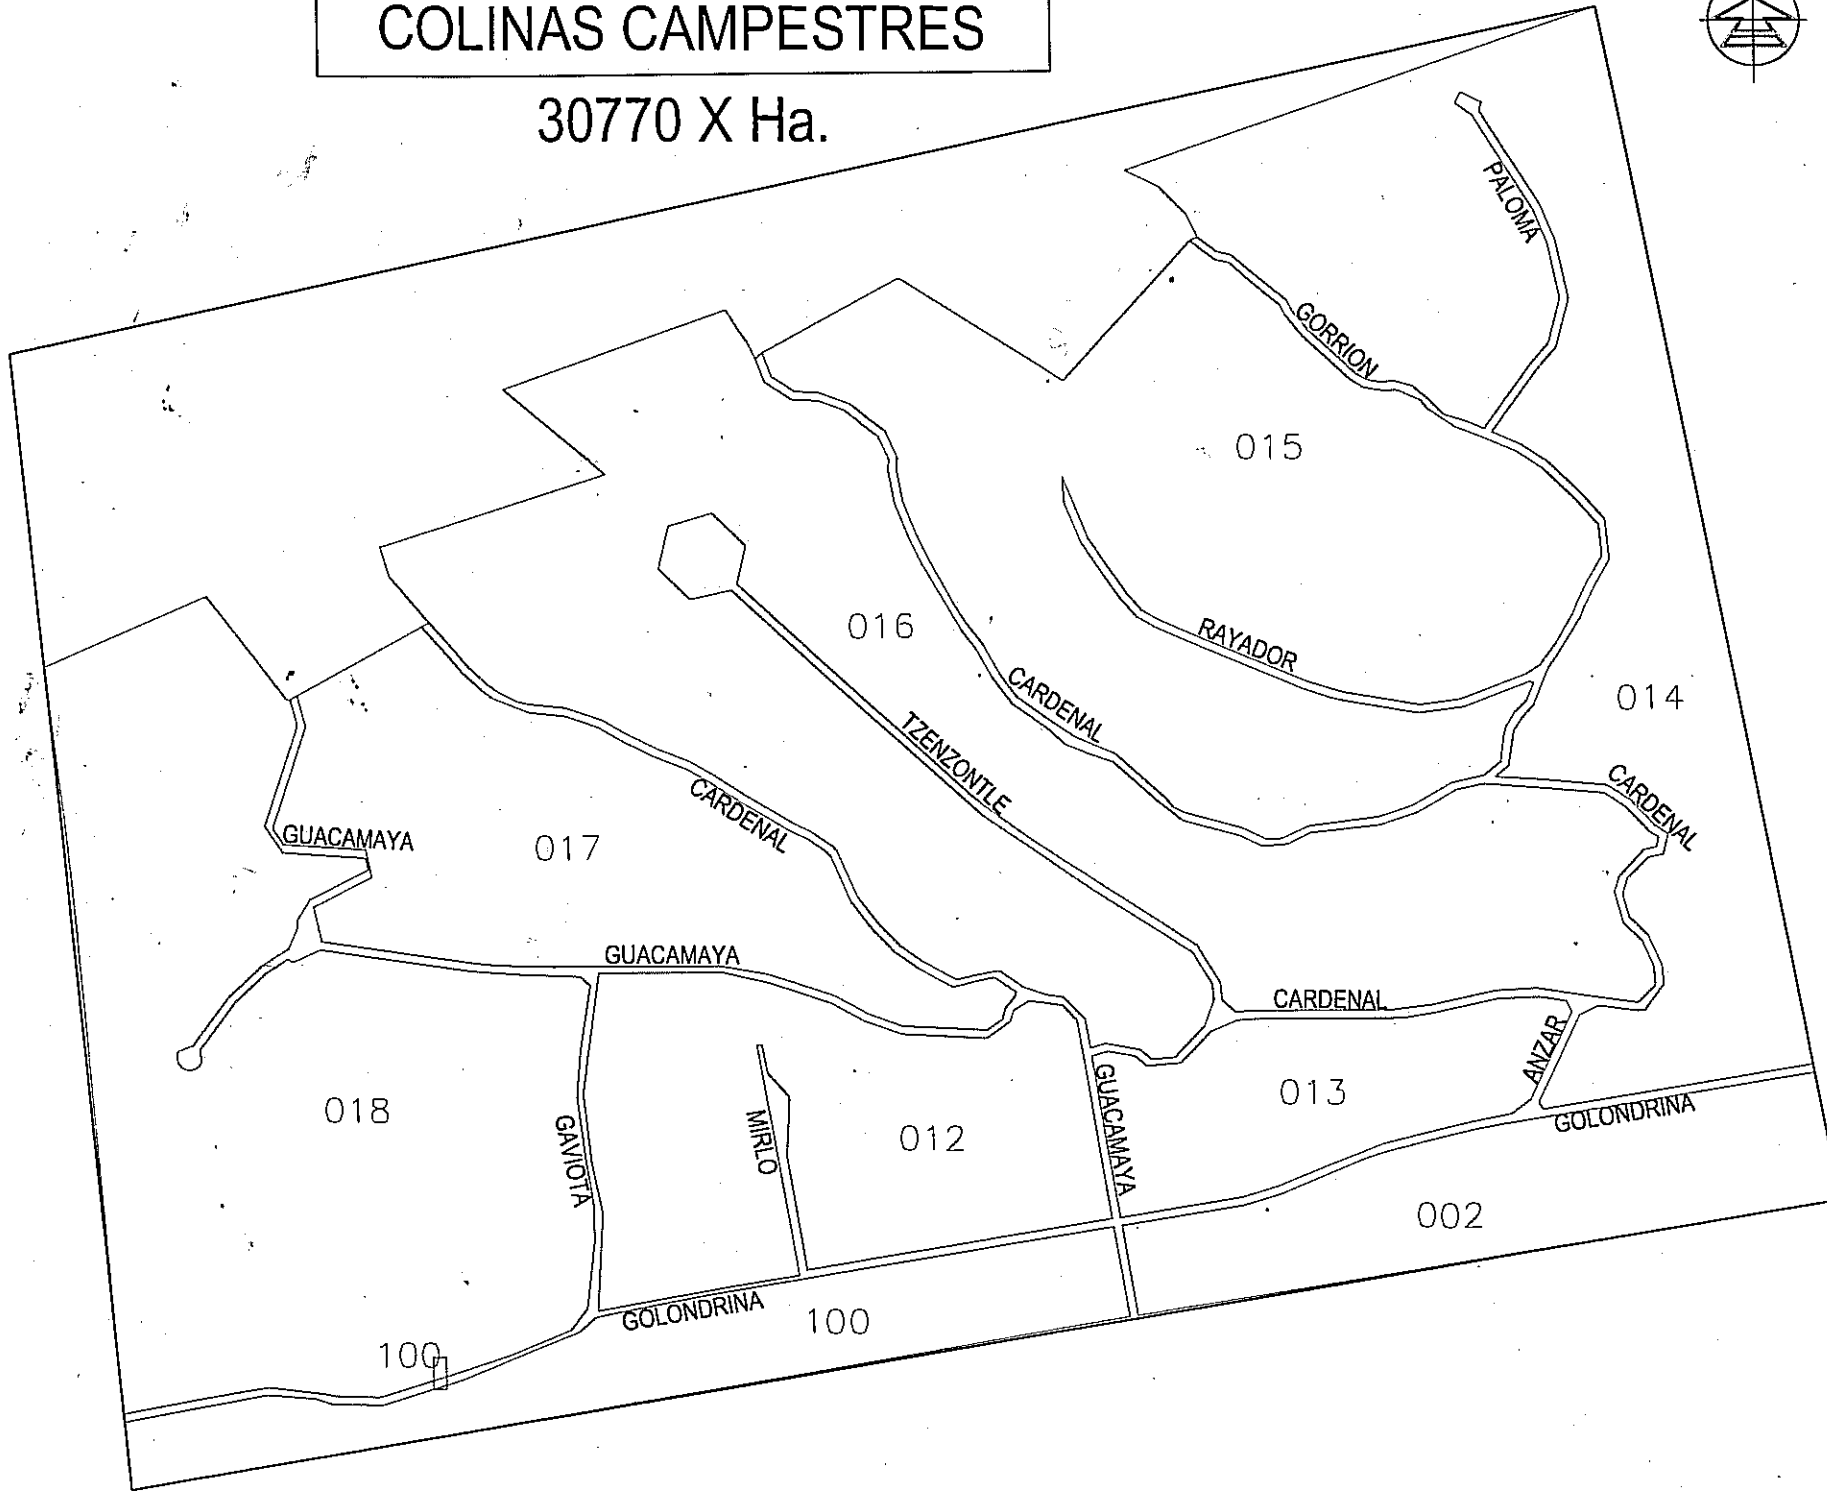 COLINAS CAMPESTRES
30770 X Ha.
PALOMA
GORRION
015
RAYADOR
016
014
CARDENAL
TZENZONTLE
CARDENAL
CARDENAL
GUACAMAYA
017
GUACAMAYA
CARDENAL
ANZAR
018
GAVIOTA
MIRLO
012
GUACAMAYA
013
GOLONDRINA
002
GOLONDRINA
100
100